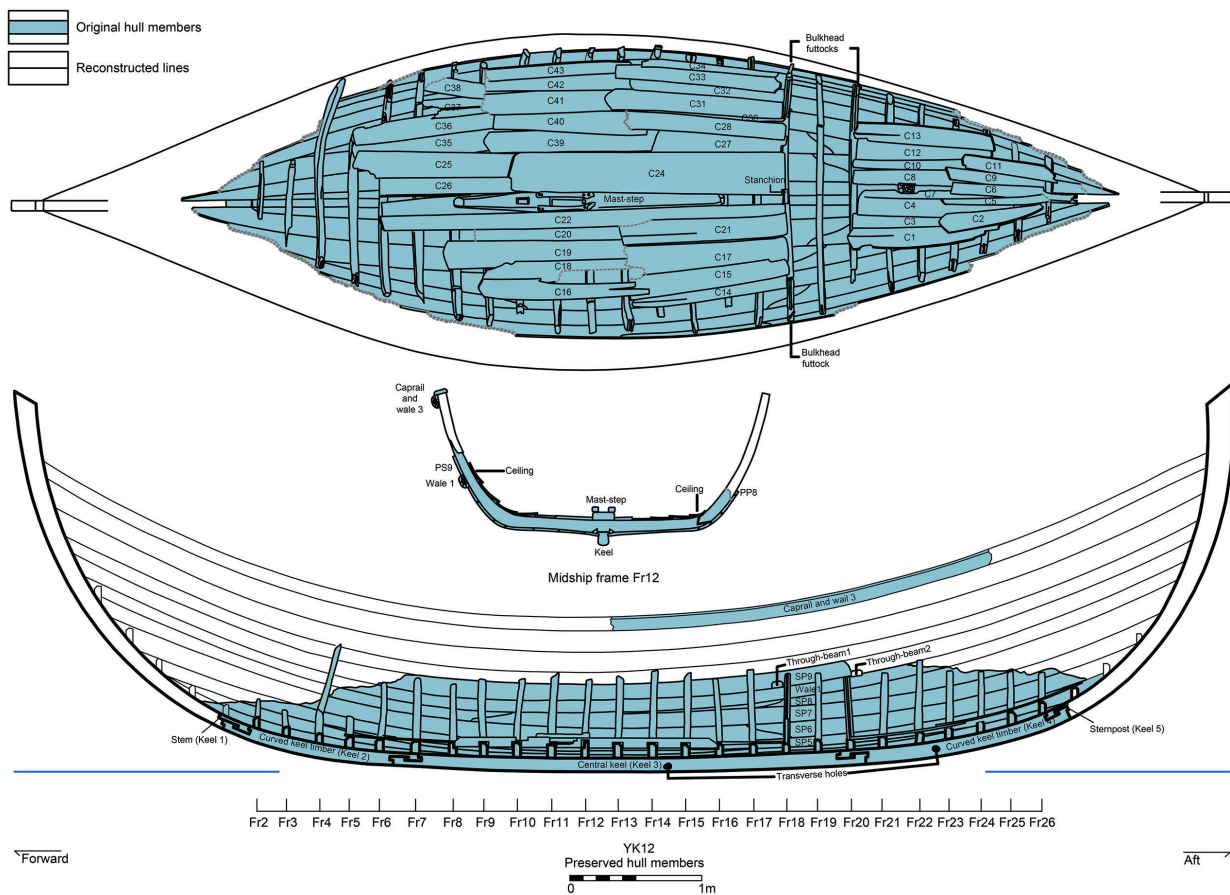 Original hull members
Reconstructed lines
Bulkhead
futtocks
C34
C43
C33
C38
C42
C32
C41
C31
C37
C30
C40
C28
C13
C36
C35
C39
C27
C12
C11
C25
C10
C24
C8
C9
C26
Stanchion
C7
C6
Mast-step
C5
C4
C22
C3
C2
C20
C21
C1
C19
C17
C18
C15
C16
C14
Bulkhead
futtock
Caprail
and
wale 3
PS9
Ceiling
Wale 1
Mast-step
Ceiling
PP8
Keel
Midship frame Fr12
Caprail and wail 3
Through-beam1
Through-beam2
SP9
Wale1
SP8
SP7
SP6
SP5
Stem (Keel 1)
Curved keel timber (Keel 2)
Central keel (Keel 3)
Transverse holes
Curved keel timber (Keel 4)
Sternpost (Keel 5)
Fr2 Fr3 Fr4 Fr5 Fr6 Fr7 Fr8 Fr9 Fr10 Fr11 Fr12 Fr13 Fr14 Fr15 Fr16 Fr17 Fr18 Fr19 Fr20 Fr21 Fr22 Fr23 Fr24 Fr25 Fr26
Forward
Aft
YK12
Preserved hull members
0 1m